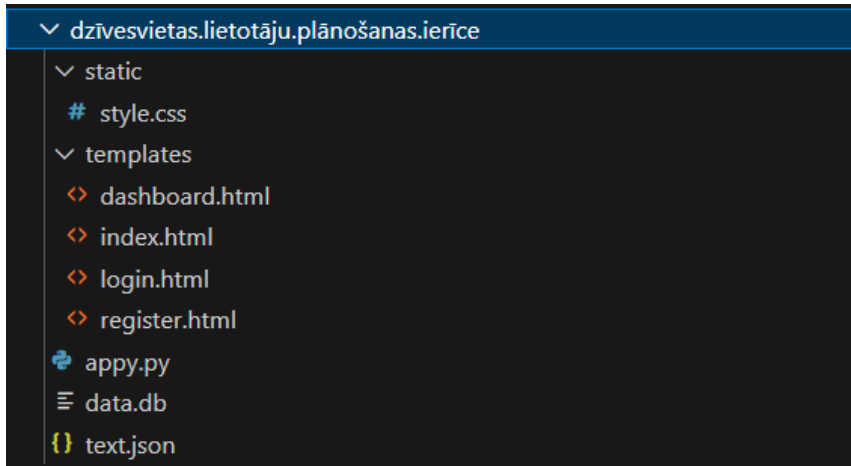 dzīvesvietas.lietotāju.plānošanas.ierīce
static
# style.css
templates
<> dashboard.html
<> index.html
<> login.html
<> register.html
appy.py
data.db
{} text.json